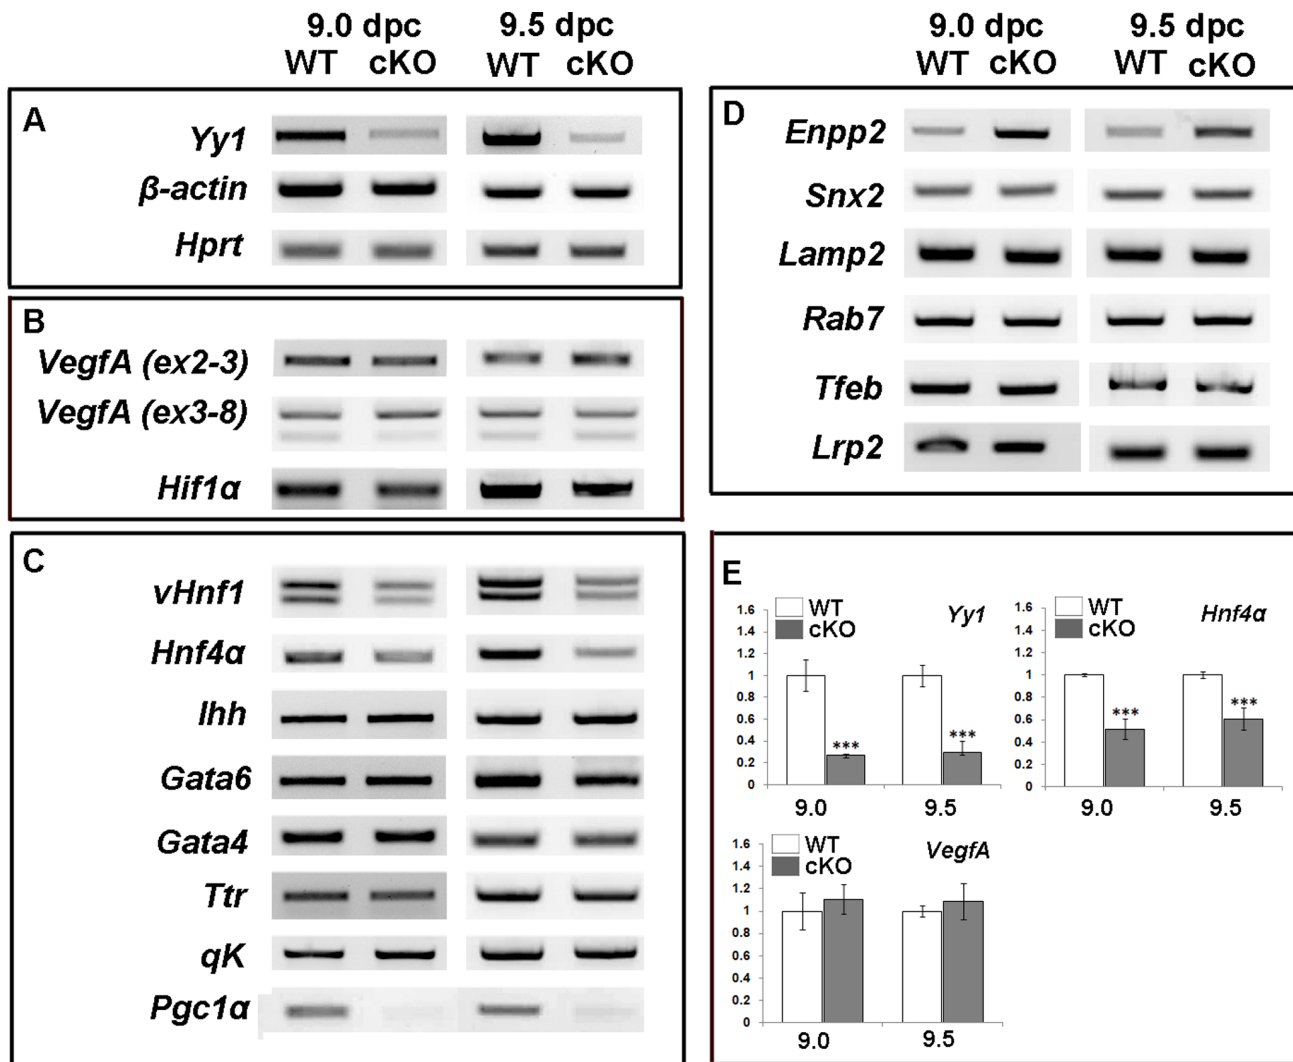 9.0 dpc 9.5 dpc
WT cKO WT cKO
A
Yy1
β-actin
Hprt
B
VegfA (ex2-3)
VegfA (ex3-8)
Hif1α
C
vHnf1
Hnf4α
Ihh
Gata6
Gata4
Ttr
qK
Pgc1α
9.0 dpc 9.5 dpc
WT cKO WT cKO
D
Enpp2
Snx2
Lamp2
Rab7
Tfeb
Lrp2
E
WT
cKO
Yy1
1.6
1.4
1.2
1
0.8
0.6
0.4
0.2
0
*** ***
9.0 9.5
WT
cKO
Hnf4α
1.6
1.4
1.2
1
0.8
0.6
0.4
0.2
0
*** ***
9.0 9.5
WT
cKO
VegfA
1.6
1.4
1.2
1
0.8
0.6
0.4
0.2
0
9.0 9.5